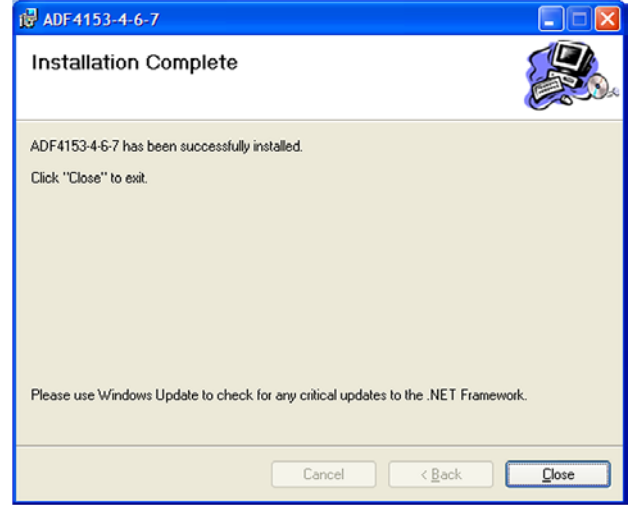 ADF4153-4-6-7
Installation Complete
ADF4153-4-6-7 has been successfully installed.
Click "Close" to exit.
Please use Windows Update to check for any critical updates to the .NET Framework.
Cancel
< Back
Close